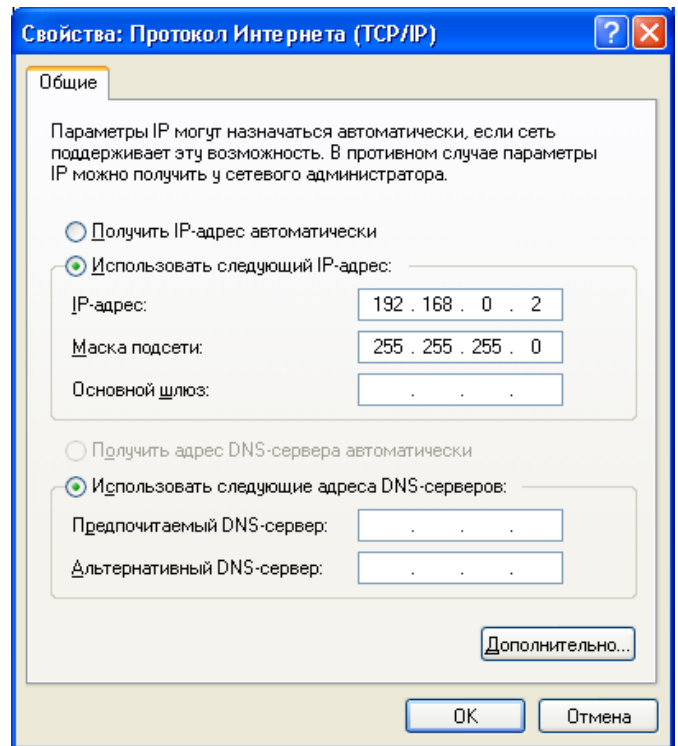 Свойства: Протокол Интернета (TCP/IP)
Общие
Параметры IP могут назначаться автоматически, если сеть
поддерживает эту возможность. В противном случае параметры
IP можно получить у сетевого администратора.
Получить IP-адрес автоматически
Использовать следующий IP-адрес:
IP-адрес: 192 . 168 . 0 . 2
Маска подсети: 255 . 255 . 255 . 0
Основной шлюз: . . .
Получить адрес DNS-сервера автоматически
Использовать следующие адреса DNS-серверов:
Предпочитаемый DNS-сервер: . . .
Альтернативный DNS-сервер: . . .
Дополнительно...
OK Отмена